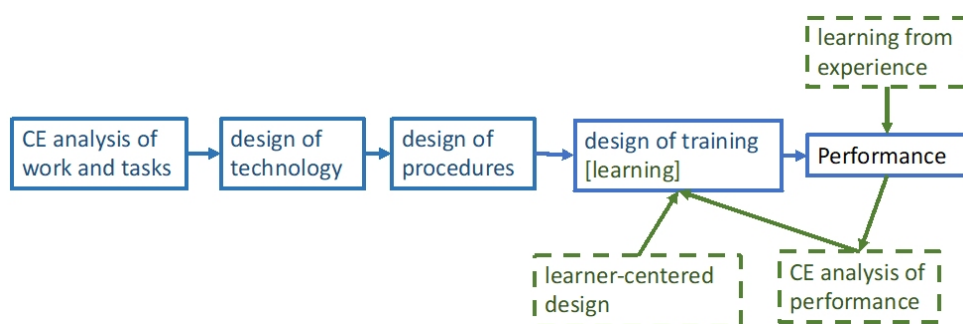 learning from
experience
CE analysis of
work and tasks
design of
technology
design of
procedures
design of training
[learning]
Performance
learner-centered
design
CE analysis of
performance